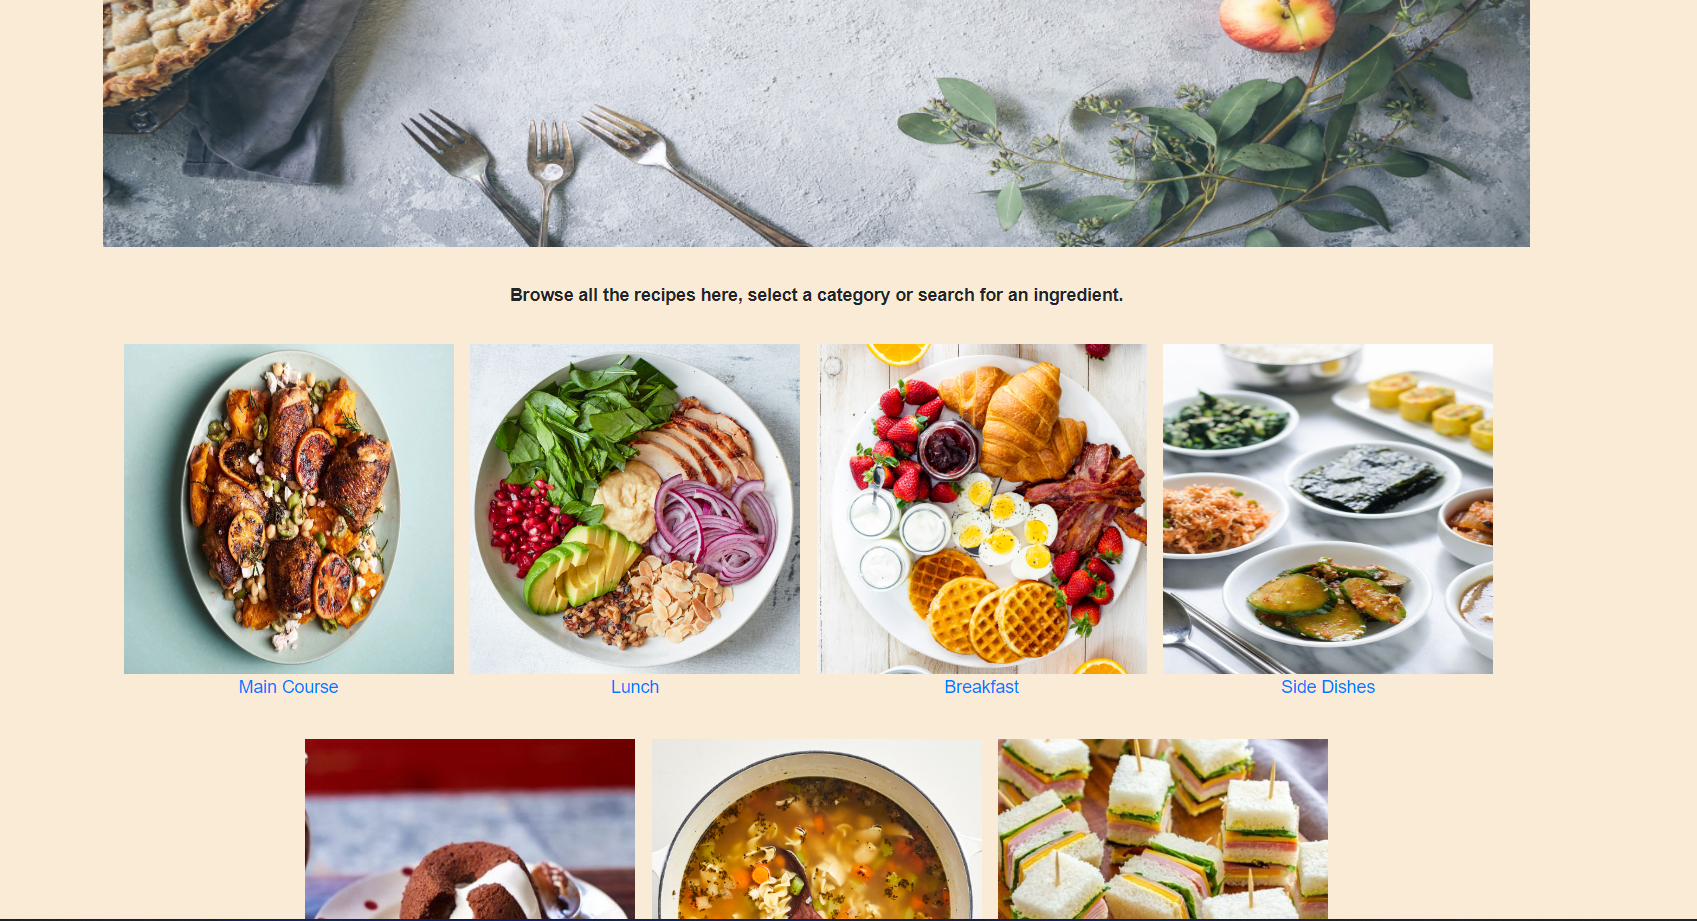 Browse all the recipes here, select a category or search for an ingredient.
Main Course
Lunch
Breakfast
Side Dishes